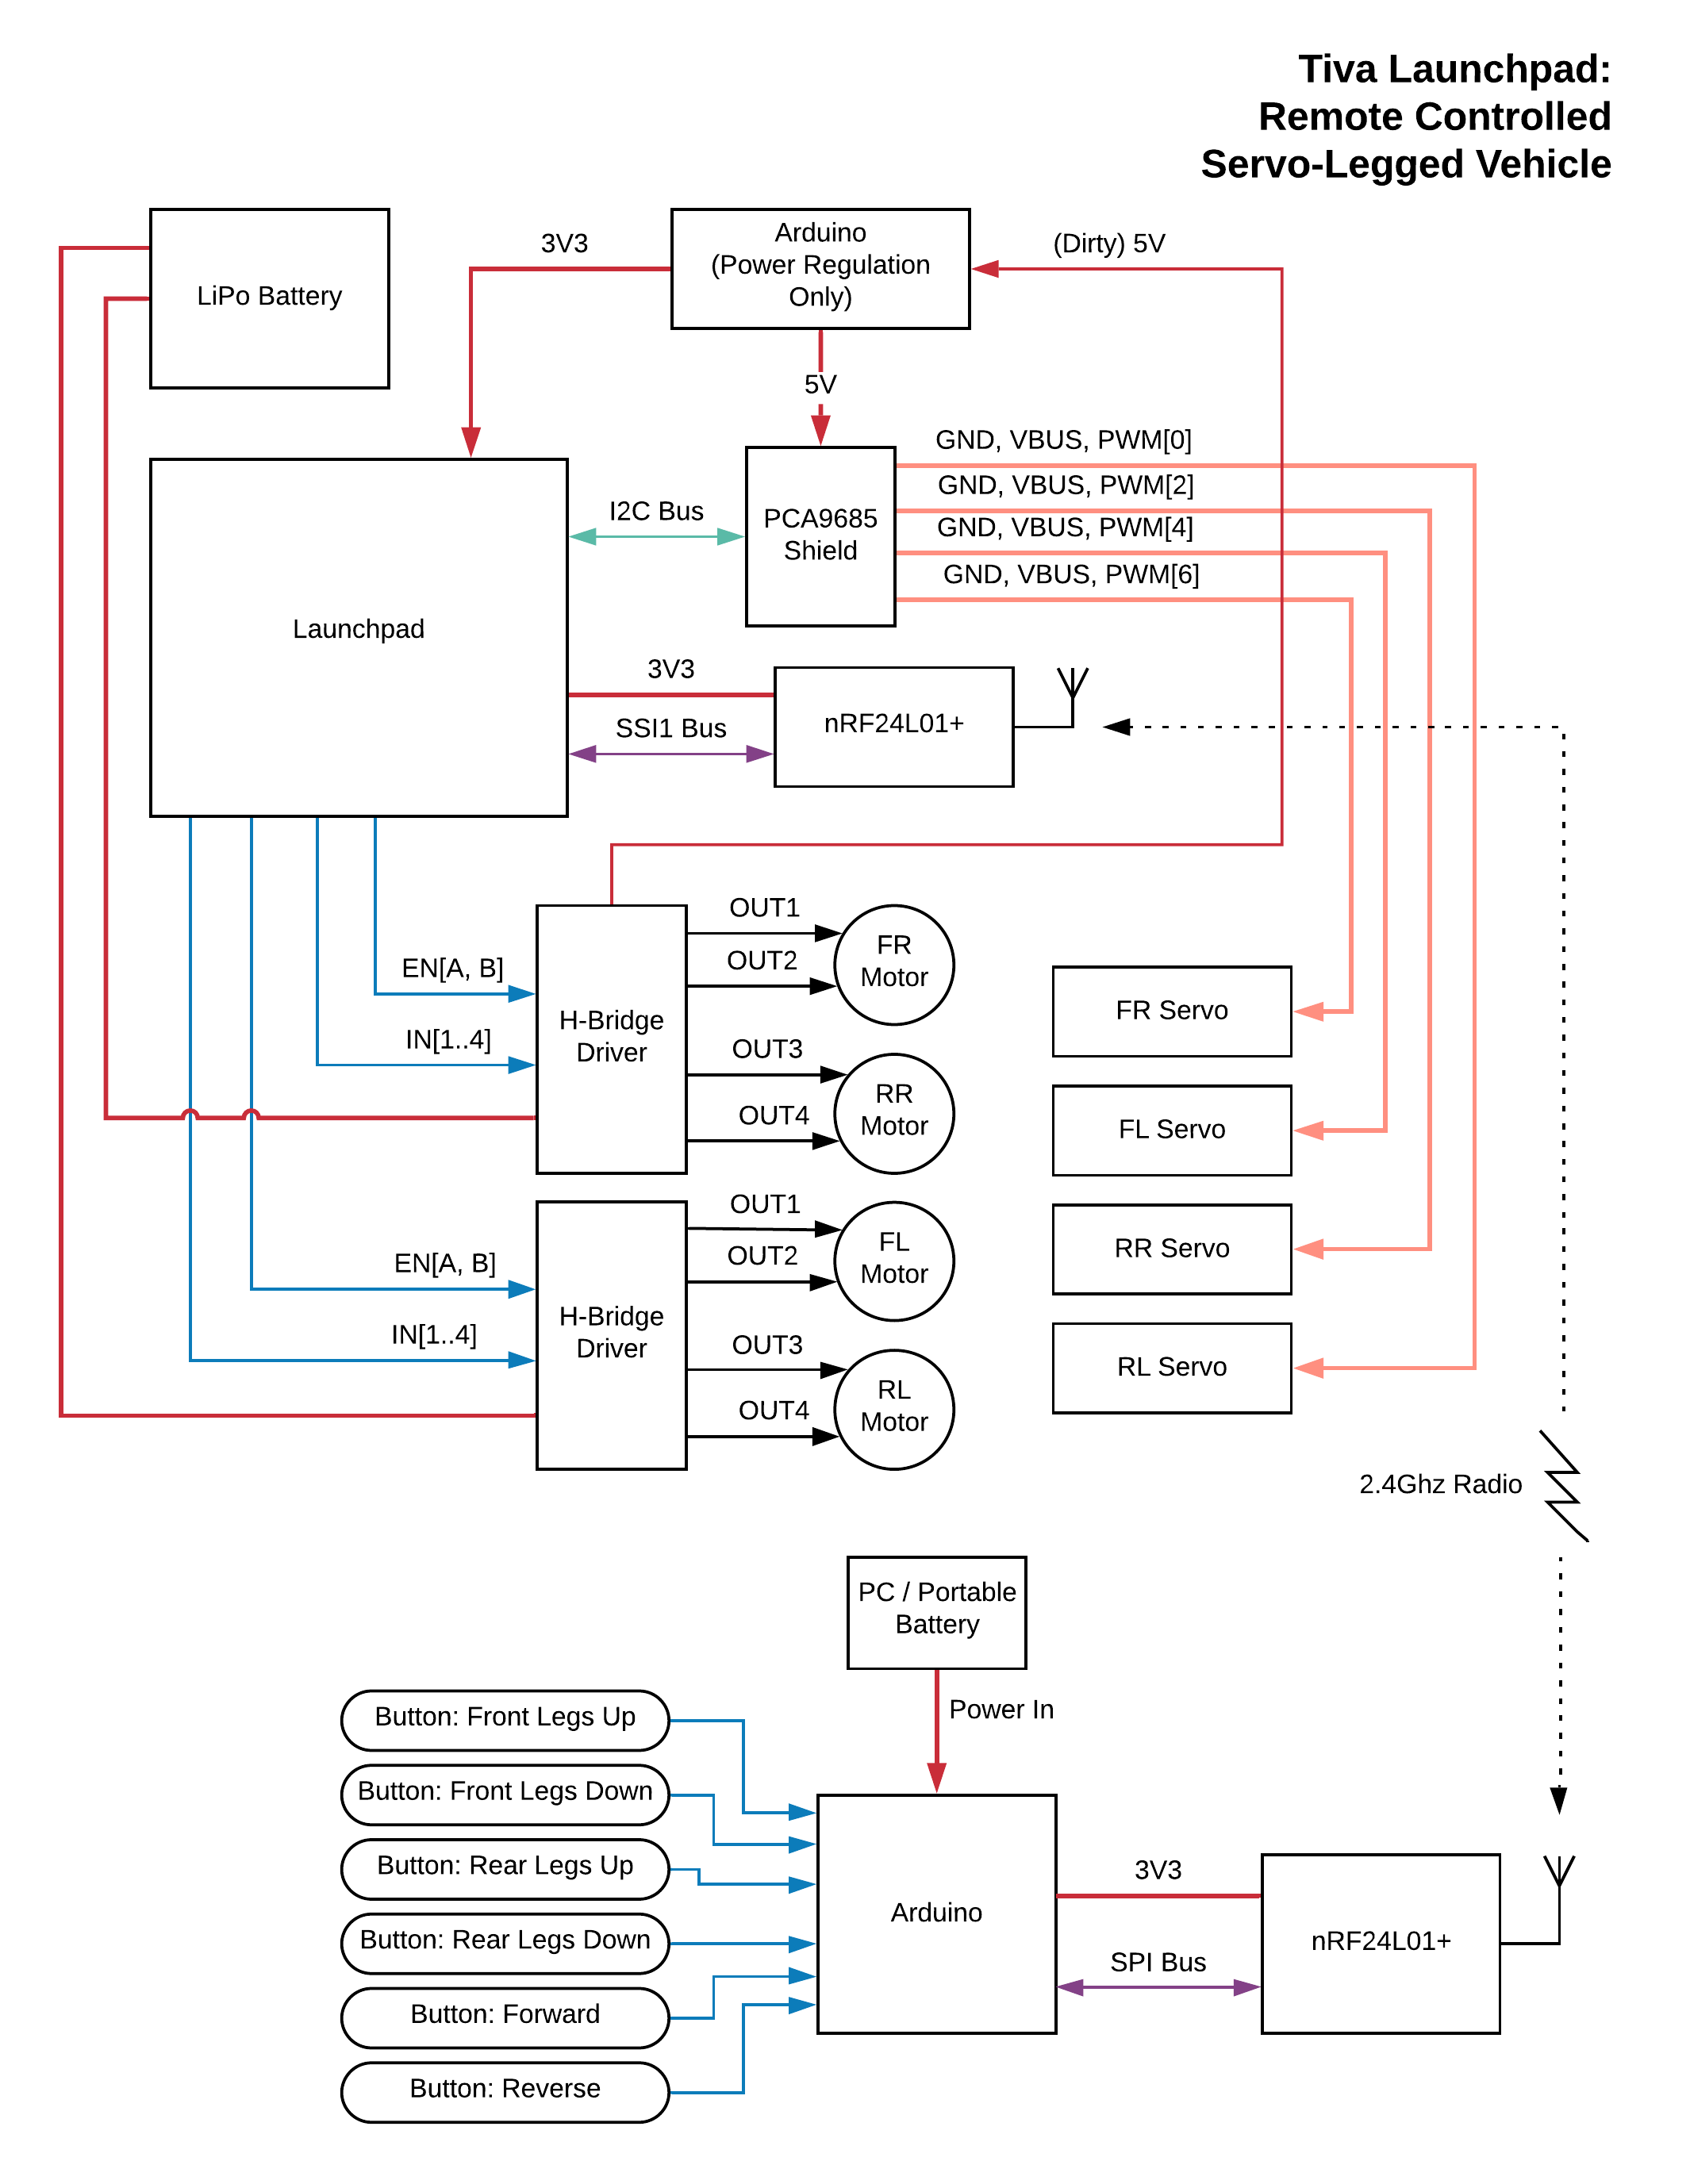 Tiva Launchpad:
Remote Controlled
Servo-Legged Vehicle
LiPo Battery
3V3
Arduino
(Power Regulation
Only)
(Dirty) 5V
5V
Launchpad
I2C Bus
PCA9685
Shield
GND, VBUS, PWM[0]
GND, VBUS, PWM[2]
GND, VBUS, PWM[4]
GND, VBUS, PWM[6]
3V3
SSI1 Bus
nRF24L01+
EN[A, B]
IN[1..4]
H-Bridge
Driver
OUT1
OUT2
OUT3
OUT4
FR
Motor
RR
Motor
EN[A, B]
IN[1..4]
H-Bridge
Driver
OUT1
OUT2
OUT3
OUT4
FL
Motor
RL
Motor
FR Servo
FL Servo
RR Servo
RL Servo
2.4Ghz Radio
PC / Portable
Battery
Power In
Button: Front Legs Up
Button: Front Legs Down
Button: Rear Legs Up
Button: Rear Legs Down
Button: Forward
Button: Reverse
Arduino
3V3
SPI Bus
nRF24L01+